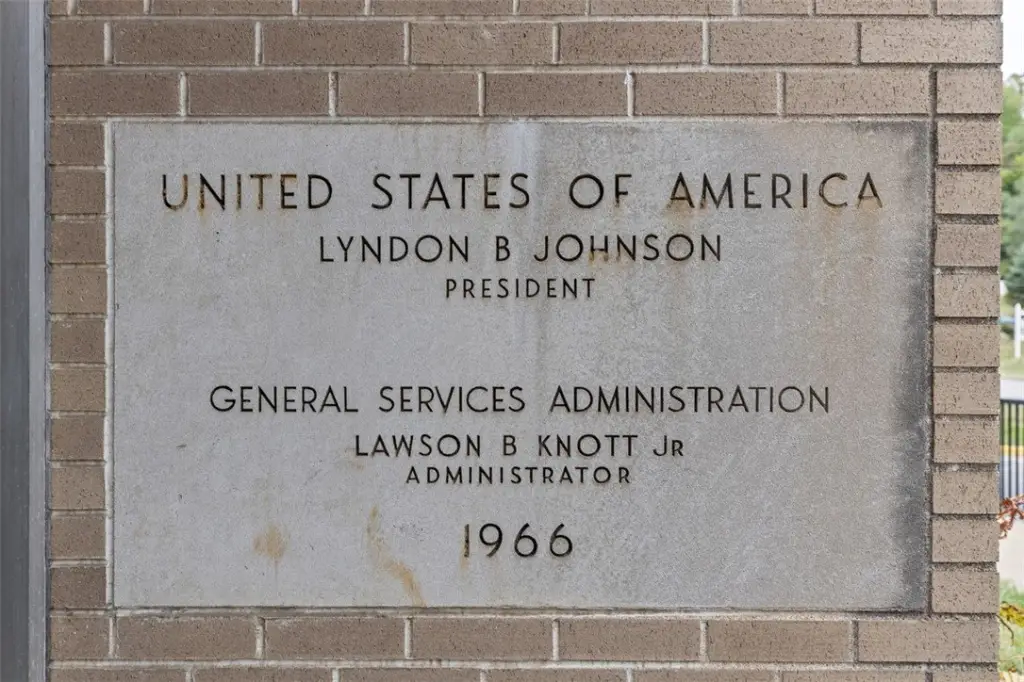 UNITED STATES OF AMERICA
LYNDON B JOHNSON
PRESIDENT
GENERAL SERVICES ADMINISTRATION
LAWSON B KNOTT JR
ADMINISTRATOR
1966